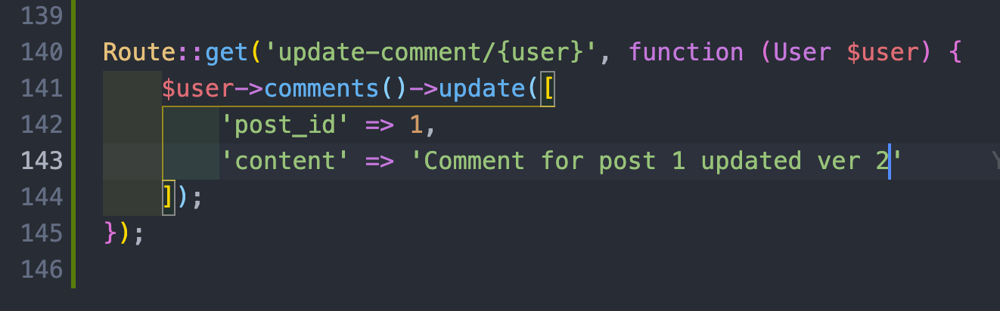 139
140 Route::get('update-comment/{user}', function (User $user) {
141     $user->comments()->update([
142         'post_id' => 1,
143         'content' => 'Comment for post 1 updated ver 2'
144     ]);
145 });
146